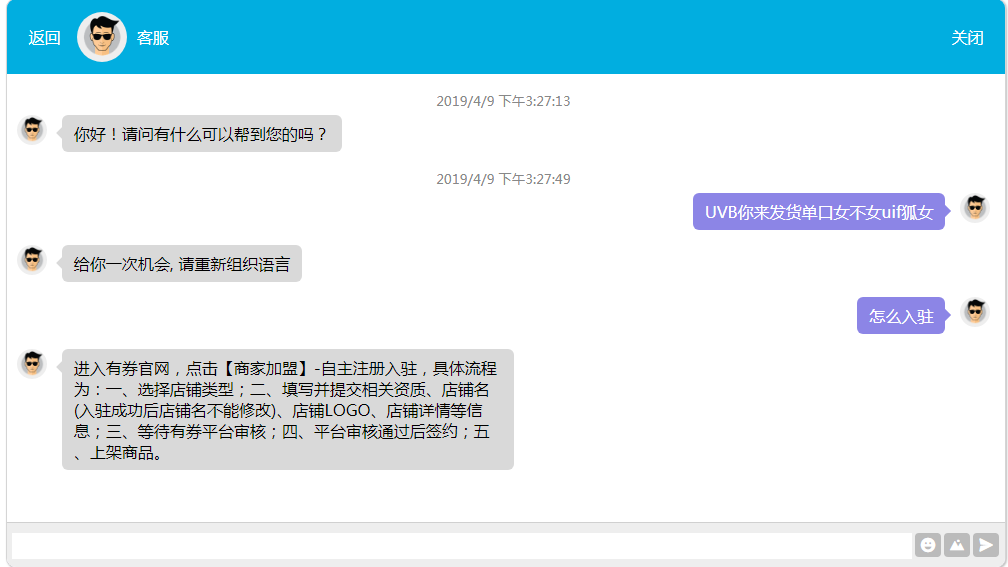 返回
客服
关闭
2019/4/9 下午3:27:13
你好！请问有什么可以帮到您的吗？
2019/4/9 下午3:27:49
UVB你来发货单口女不女uif狐女
给你一次机会, 请重新组织语言
怎么入驻
进入有券官网，点击【商家加盟】-自主注册入驻，具体流程
为：一、选择店铺类型；二、填写并提交相关资质、店铺名
(入驻成功后店铺名不能修改)、店铺LOGO、店铺详情等信
息；三、等待有券平台审核；四、平台审核通过后签约；五
、上架商品。